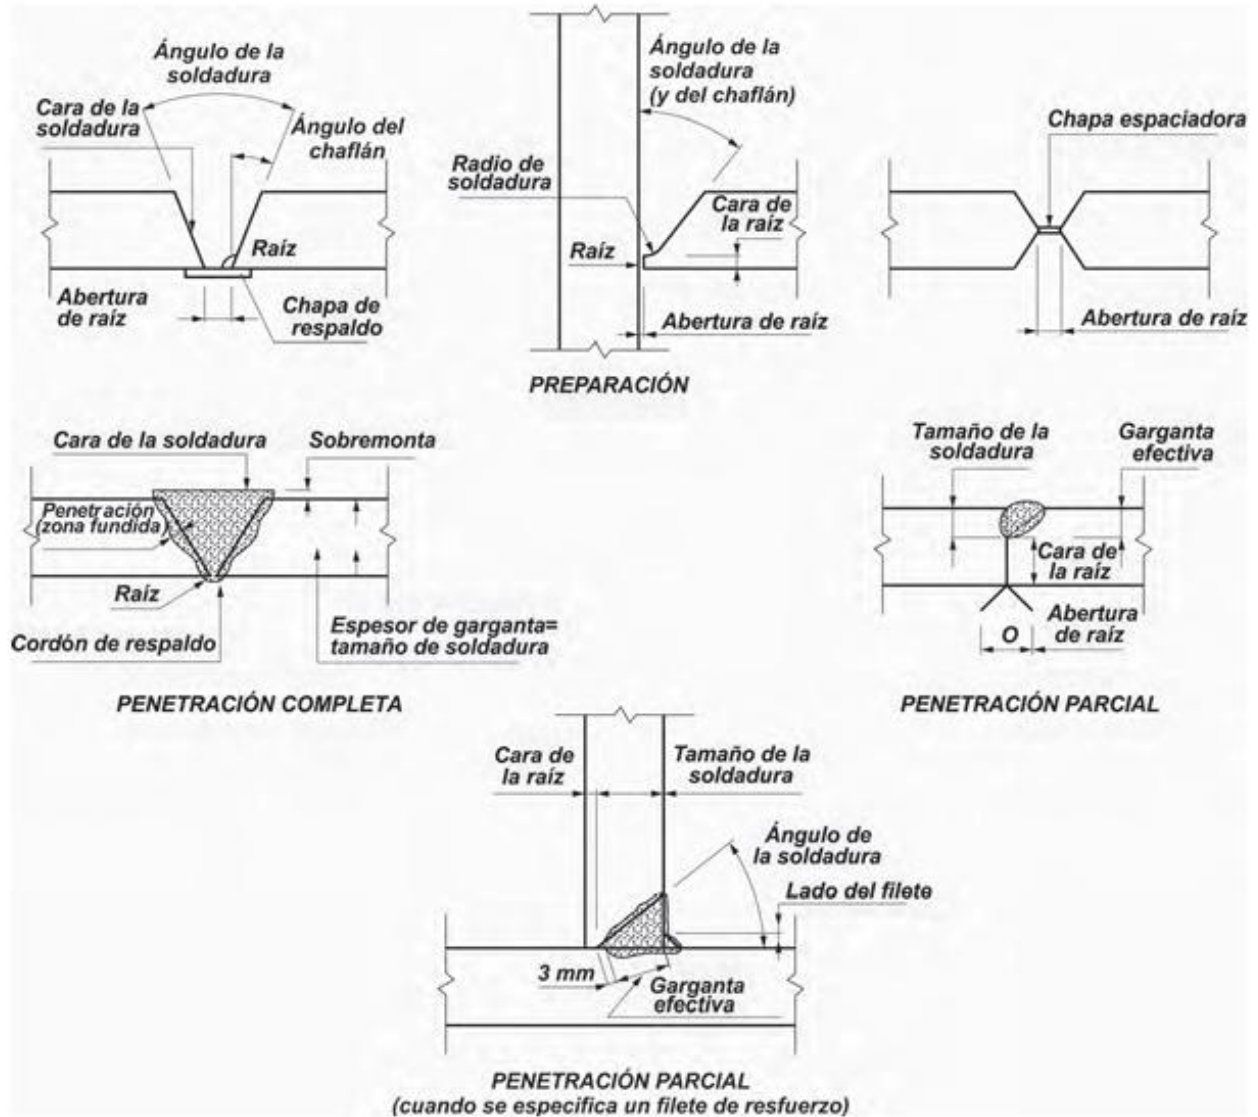 Ángulo de la
soldadura
Cara de la
soldadura
Ángulo del
chaflán
Raíz
Abertura
de raíz
Chapa de
respaldo
Ángulo de la
soldadura
(y del chaflán)
Radio de
soldadura
Cara de
la raíz
Raíz
Abertura de raíz
Chapa espaciadora
Abertura de raíz
PREPARACIÓN
Cara de la soldadura
Sobremonta
Penetración
(zona fundida)
Raíz
Cordón de respaldo
Espesor de garganta=
tamaño de soldadura
PENETRACIÓN COMPLETA
Tamaño de la
soldadura
Garganta
efectiva
Cara de
la raíz
Abertura
de raíz
O
PENETRACIÓN PARCIAL
Cara de
la raíz
Tamaño de la
soldadura
Ángulo de
la soldadura
Lado del filete
3 mm
Garganta
efectiva
PENETRACIÓN PARCIAL
(cuando se especifica un filete de resfuerzo)